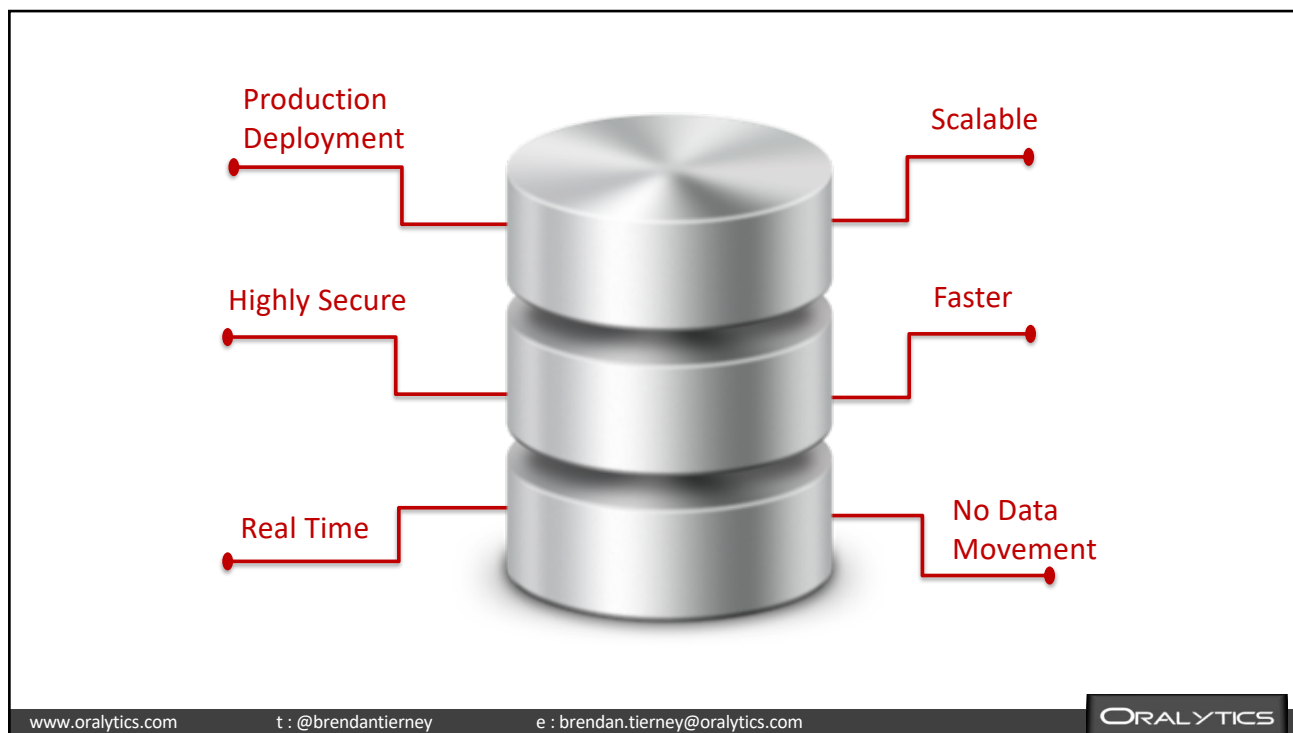 Production
Deployment
Scalable
Highly Secure
Faster
Real Time
No Data
Movement
www.oralytics.com t : @brendantierney e : brendan.tierney@oralytics.com
ORALYTICS